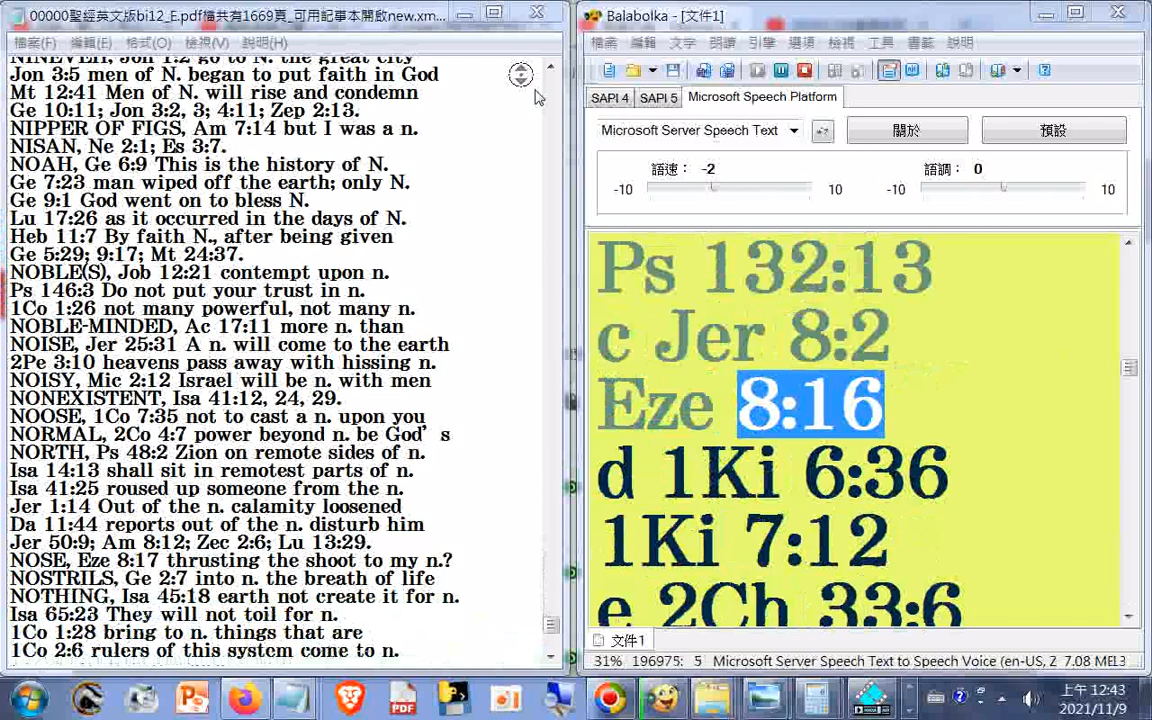 00000聖經英文版bi12_E.pdf檔共有1669頁_可用記事本開啟new.xm...
檔案(F) 編輯(E) 格式(O) 檢視(V) 說明(H)
NINEVEH, Jon 1:2 go to N. the great city
Jon 3:5 men of N. began to put faith in God
Mt 12:41 Men of N. will rise and condemn
Ge 10:11; Jon 3:2, 3; 4:11; Zep 2:13.
NIPPER OF FIGS, Am 7:14 but I was a n.
NISAN, Ne 2:1; Es 3:7.
NOAH, Ge 6:9 This is the history of N.
Ge 7:23 man wiped off the earth; only N.
Ge 9:1 God went on to bless N.
Lu 17:26 as it occurred in the days of N.
Heb 11:7 By faith N., after being given
Ge 5:29; 9:17; Mt 24:37.
NOBLE(S), Job 12:21 contempt upon n.
Ps 146:3 Do not put your trust in n.
1Co 1:26 not many powerful, not many n.
NOBLE-MINDED, Ac 17:11 more n. than
NOISE, Jer 25:31 A n. will come to the earth
2Pe 3:10 heavens pass away with hissing n.
NOISY, Mic 2:12 Israel will be n. with men
NONEXISTENT, Isa 41:12, 24, 29.
NOOSE, 1Co 7:35 not to cast a n. upon you
NORMAL, 2Co 4:7 power beyond n. be God’s
NORTH, Ps 48:2 Zion on remote sides of n.
Isa 14:13 shall sit in remotest parts of n.
Isa 41:25 roused up someone from the n.
Jer 1:14 Out of the n. calamity loosened
Da 11:44 reports out of the n. disturb him
Jer 50:9; Am 8:12; Zec 2:6; Lu 13:29.
NOSE, Eze 8:17 thrusting the shoot to my n.?
NOSTRILS, Ge 2:7 into n. the breath of life
NOTHING, Isa 45:18 earth not create it for n.
Isa 65:23 They will not toil for n.
1Co 1:28 bring to n. things that are
1Co 2:6 rulers of this system come to n.
Balabolka - [文件1]
檔案 編輯 文字 朗讀 引擎 選項 檢視 工具 書籤 說明
SAPI 4 SAPI 5 Microsoft Speech Platform
Microsoft Server Speech Text 關於 預設
語速: -2 語調: 0
-10 10 -10 10
Ps 132:13
c Jer 8:2
Eze 8:16
d 1Ki 6:36
1Ki 7:12
e 2Ch 33:6
文件1
31% 196975: 5 Microsoft Server Speech Text to Speech Voice (en-US, Z 7.08 ME
上午 12:43
2021/11/9